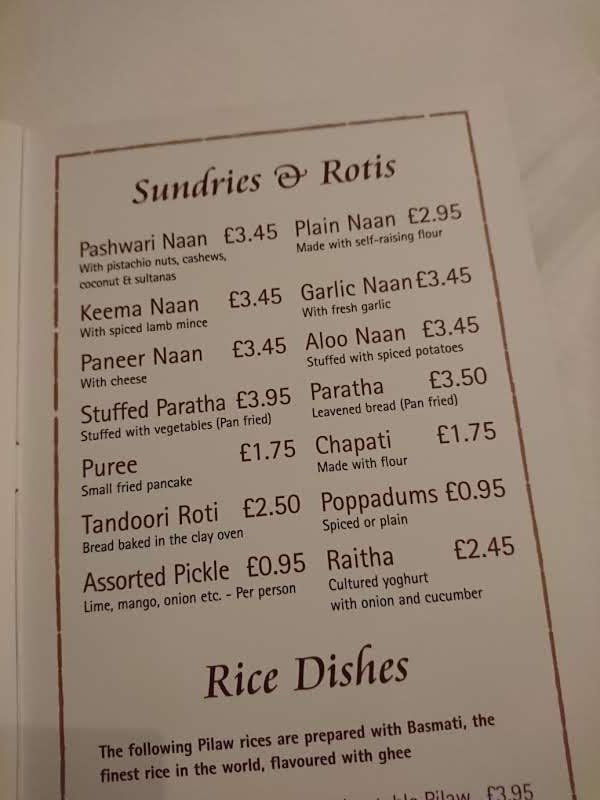 Sundries & Rotis
Pashwari Naan £3.45
With pistachio nuts, cashews,
coconut & sultanas
Keema Naan £3.45
With spiced lamb mince
Paneer Naan £3.45
With cheese
Stuffed Paratha £3.95
Stuffed with vegetables (Pan fried)
Puree £1.75
Small fried pancake
Tandoori Roti £2.50
Bread baked in the clay oven
Assorted Pickle £0.95
Lime, mango, onion etc. - Per person
Plain Naan £2.95
Made with self-raising flour
Garlic Naan £3.45
With fresh garlic
Aloo Naan £3.45
Stuffed with spiced potatoes
Paratha £3.50
Leavened bread (Pan fried)
Chapati £1.75
Made with flour
Poppadums £0.95
Spiced or plain
Raitha £2.45
Cultured yoghurt
with onion and cucumber
Rice Dishes
The following Pilaw rices are prepared with Basmati, the
finest rice in the world, flavoured with ghee
Pilaw £3.95